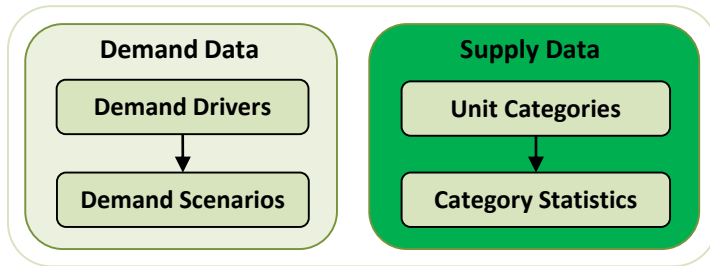 Demand Data
Demand Drivers
Demand Scenarios
Supply Data
Unit Categories
Category Statistics